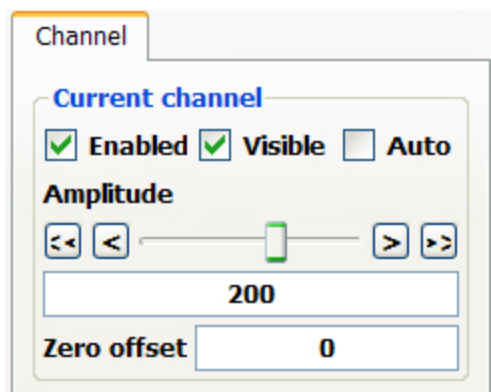 Channel
Current channel
Enabled Visible Auto
Amplitude
<< < > >>
200
Zero offset 0